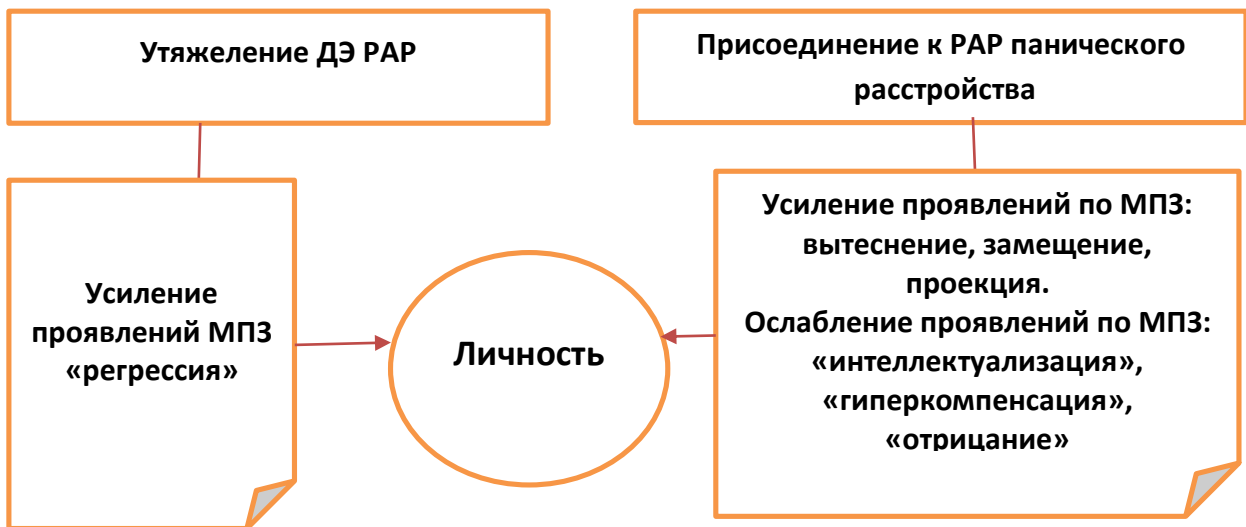 Утяжеление ДЭ РАР
Присоединение к РАР панического
расстройства
Усиление
проявлений МПЗ
«регрессия»
Личность
Усиление проявлений по МПЗ:
вытеснение, замещение,
проекция.
Ослабление проявлений по МПЗ:
«интеллектуализация»,
«гиперкомпенсация»,
«отрицание»